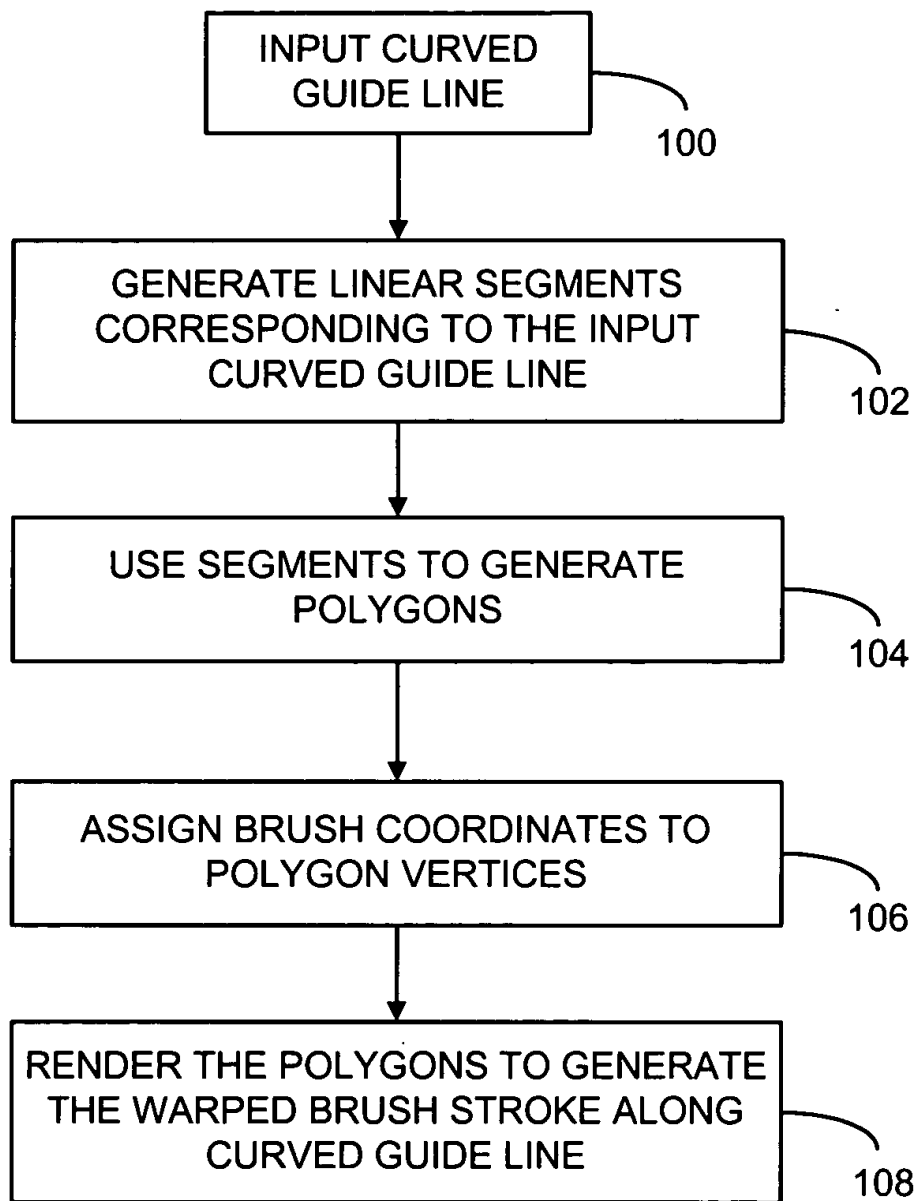 INPUT CURVED
GUIDE LINE
100
GENERATE LINEAR SEGMENTS
CORRESPONDING TO THE INPUT
CURVED GUIDE LINE
102
USE SEGMENTS TO GENERATE
POLYGONS
104
ASSIGN BRUSH COORDINATES TO
POLYGON VERTICES
106
RENDER THE POLYGONS TO GENERATE
THE WARPED BRUSH STROKE ALONG
CURVED GUIDE LINE
108